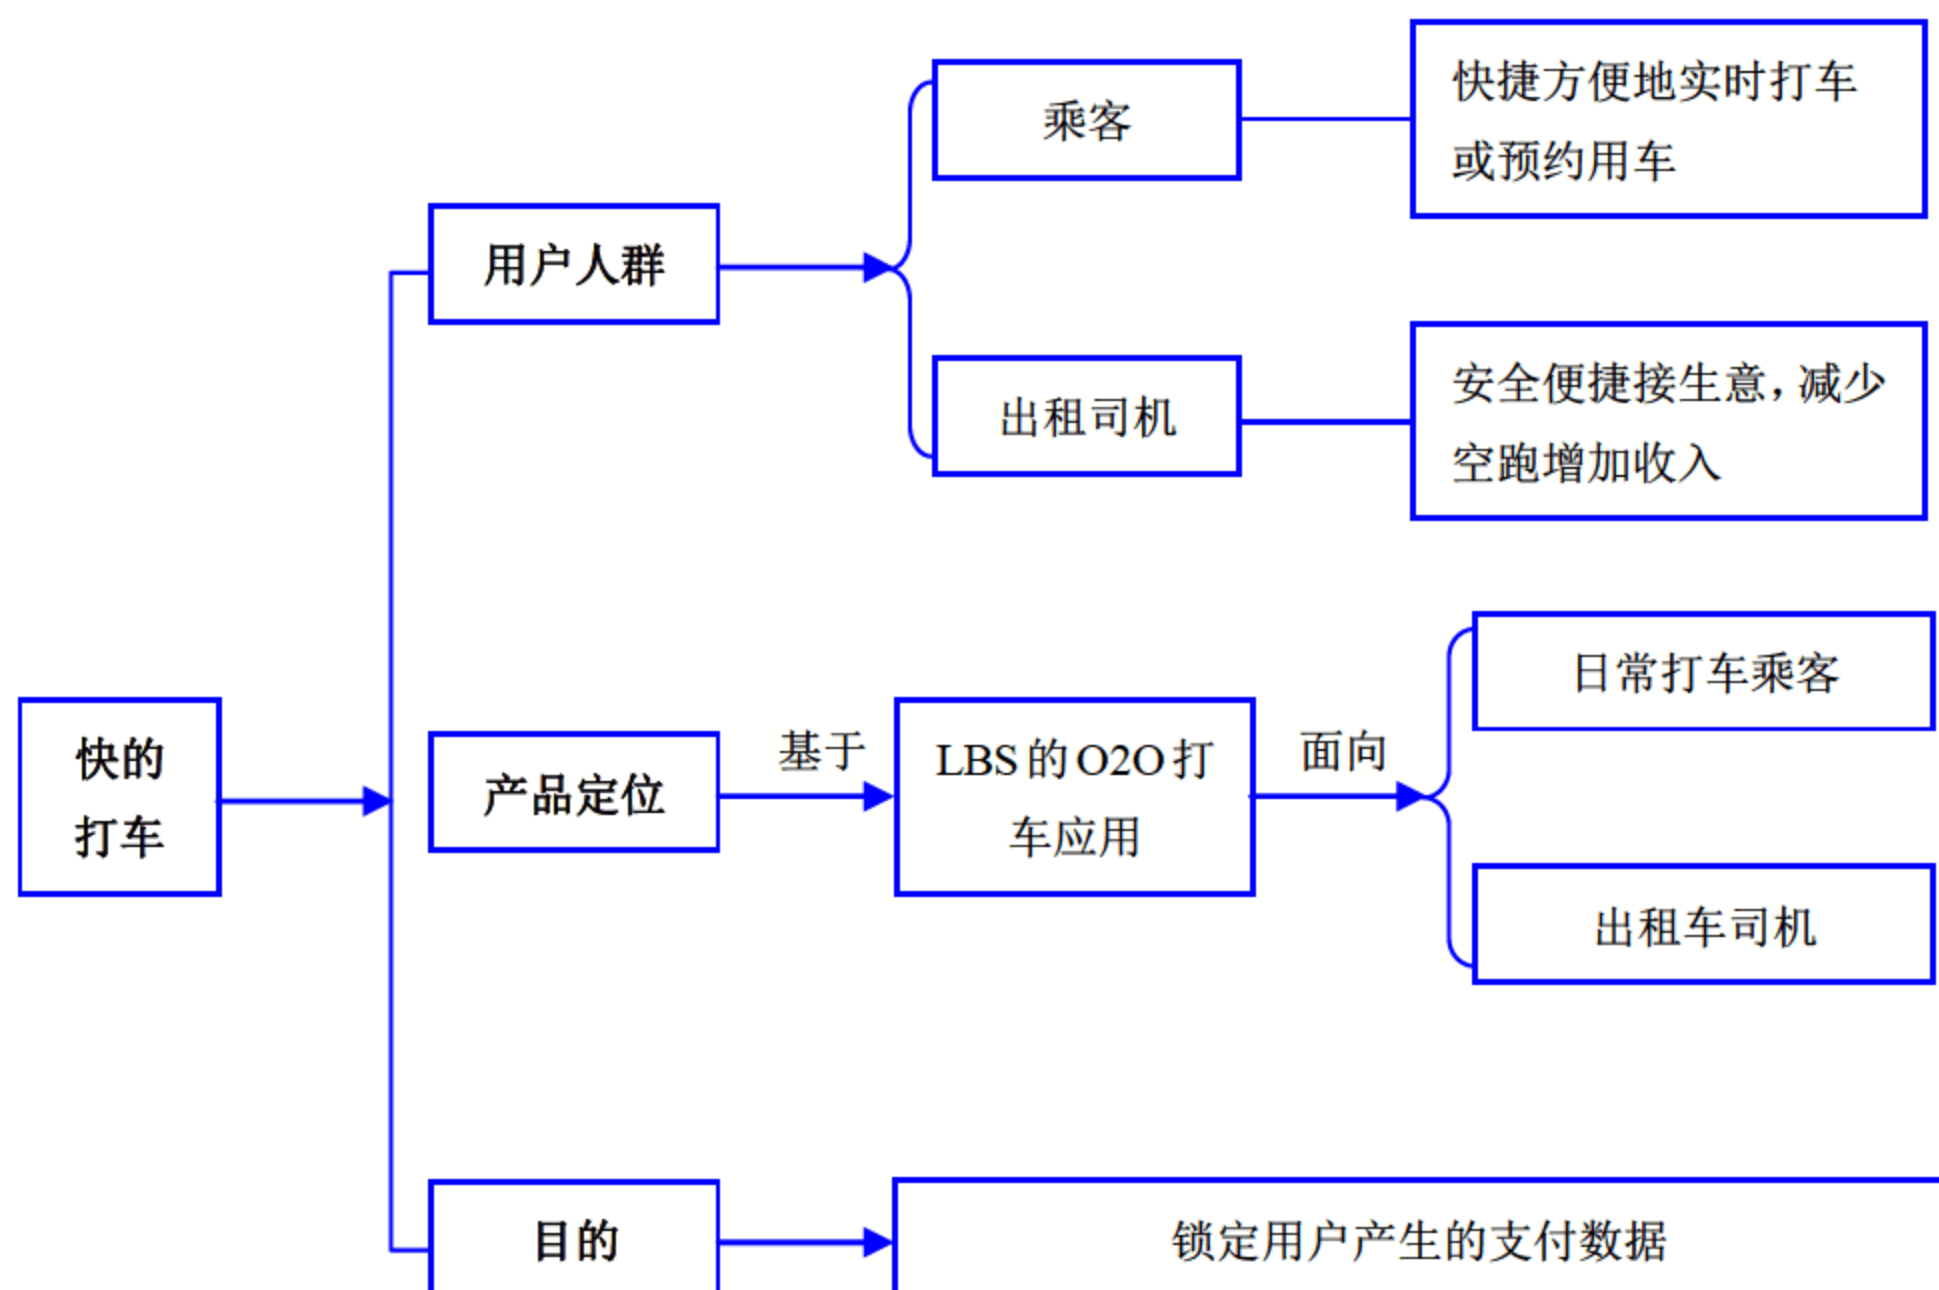 快捷方便地实时打车
或预约用车
乘客
用户人群
出租司机
安全便捷接生意，减少
空跑增加收入
日常打车乘客
快的
打车
产品定位
基于
LBS的O2O打
车应用
面向
出租车司机
目的
锁定用户产生的支付数据